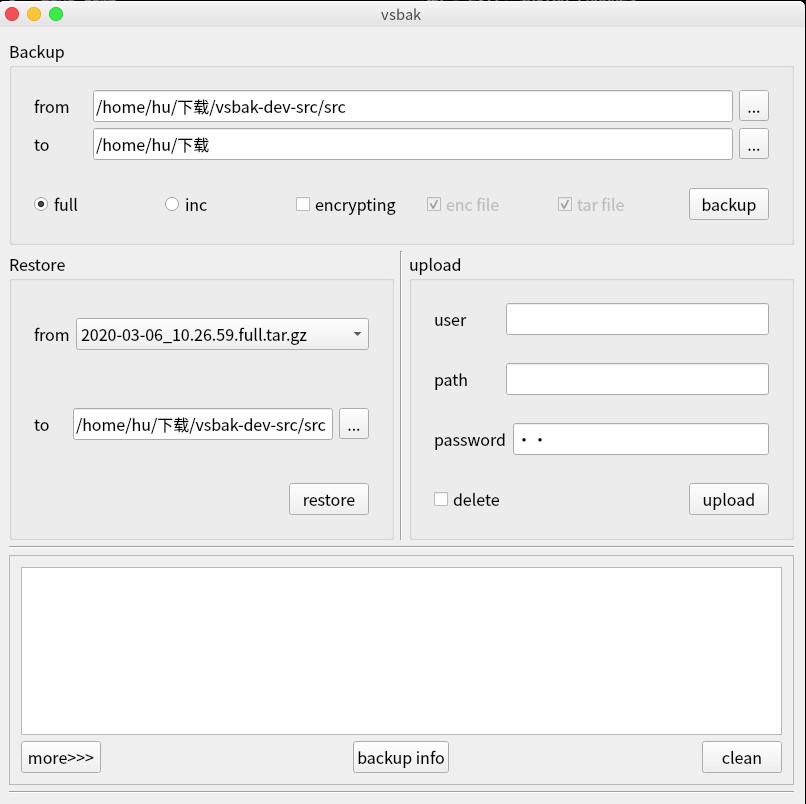 vsbak
Backup
from /home/hu/下载/vsbak-dev-src/src ...
to /home/hu/下载 ...
full inc encrypting enc file tar file backup
Restore
from 2020-03-06_10.26.59.full.tar.gz
to /home/hu/下载/vsbak-dev-src/src ...
restore
upload
user
path
password
delete upload
more>>> backup info clean